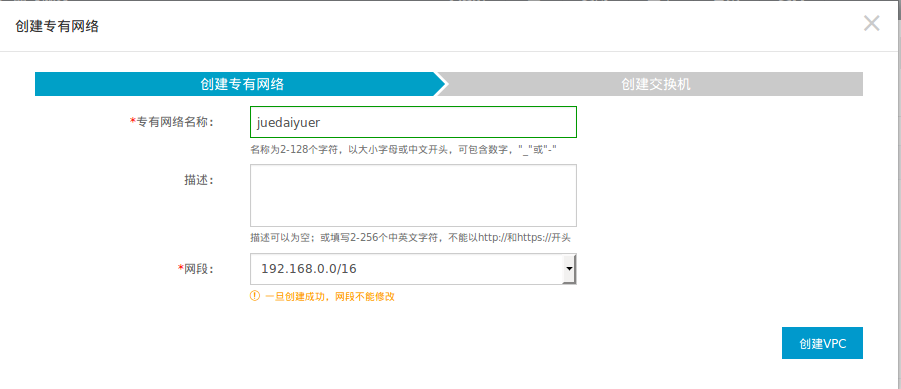 创建专有网络
创建专有网络 创建交换机
*专有网络名称: juedaiyuer
名称为2-128个字符，以大小字母或中文开头，可包含数字，"_"或"-"
描述:
描述可以为空；或填写2-256个中英文字符，不能以http://和https://开头
*网段: 192.168.0.0/16
一旦创建成功，网段不能修改
创建VPC